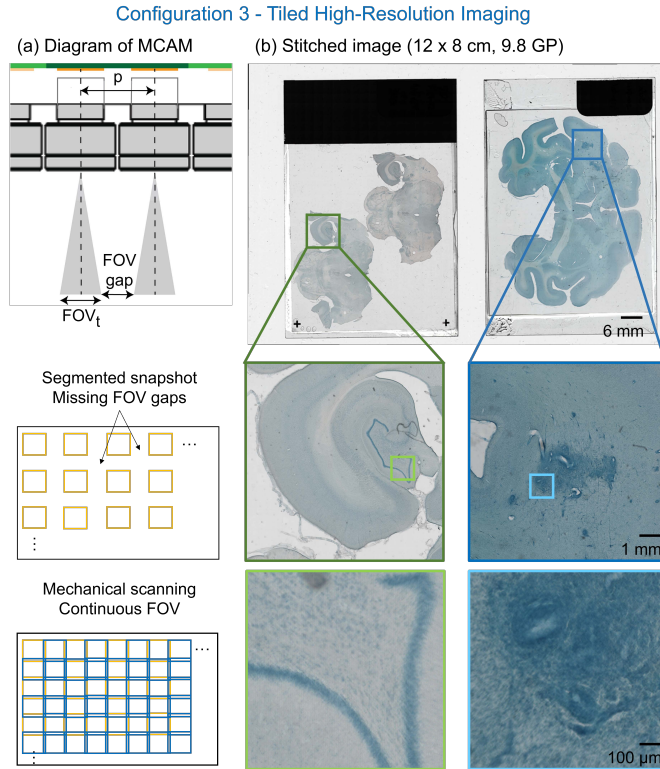 Configuration 3 - Tiled High-Resolution Imaging
(a) Diagram of MCAM
(b) Stitched image (12 x 8 cm, 9.8 GP)
p
FOV
gap
FOVt
6 mm
Segmented snapshot
Missing FOV gaps
...
⋮
1 mm
Mechanical scanning
Continuous FOV
...
⋮
100 µm